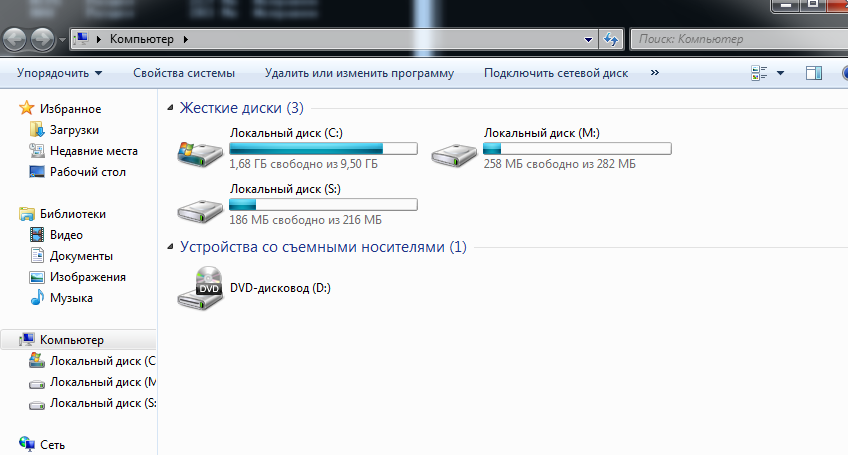 Компьютер
Поиск: Компьютер
Упорядочить
Свойства системы
Удалить или изменить программу
Подключить сетевой диск
»
Избранное
Загрузки
Недавние места
Рабочий стол
Библиотеки
Видео
Документы
Изображения
Музыка
Компьютер
Локальный диск (C
Локальный диск (M
Локальный диск (S:
Сеть
Жесткие диски (3)
Локальный диск (C:)
1,68 ГБ свободно из 9,50 ГБ
Локальный диск (M:)
258 МБ свободно из 282 МБ
Локальный диск (S:)
186 МБ свободно из 216 МБ
Устройства со съемными носителями (1)
DVD
DVD-дисковод (D:)